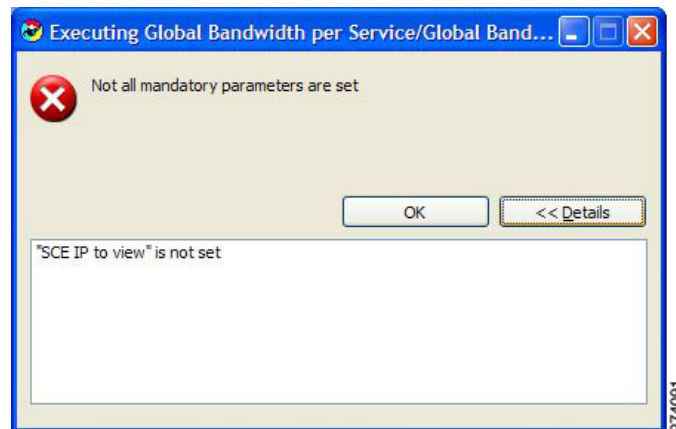 Executing Global Bandwidth per Service/Global Band...
Not all mandatory parameters are set
OK
<< Details
"SCE IP to view" is not set
274091